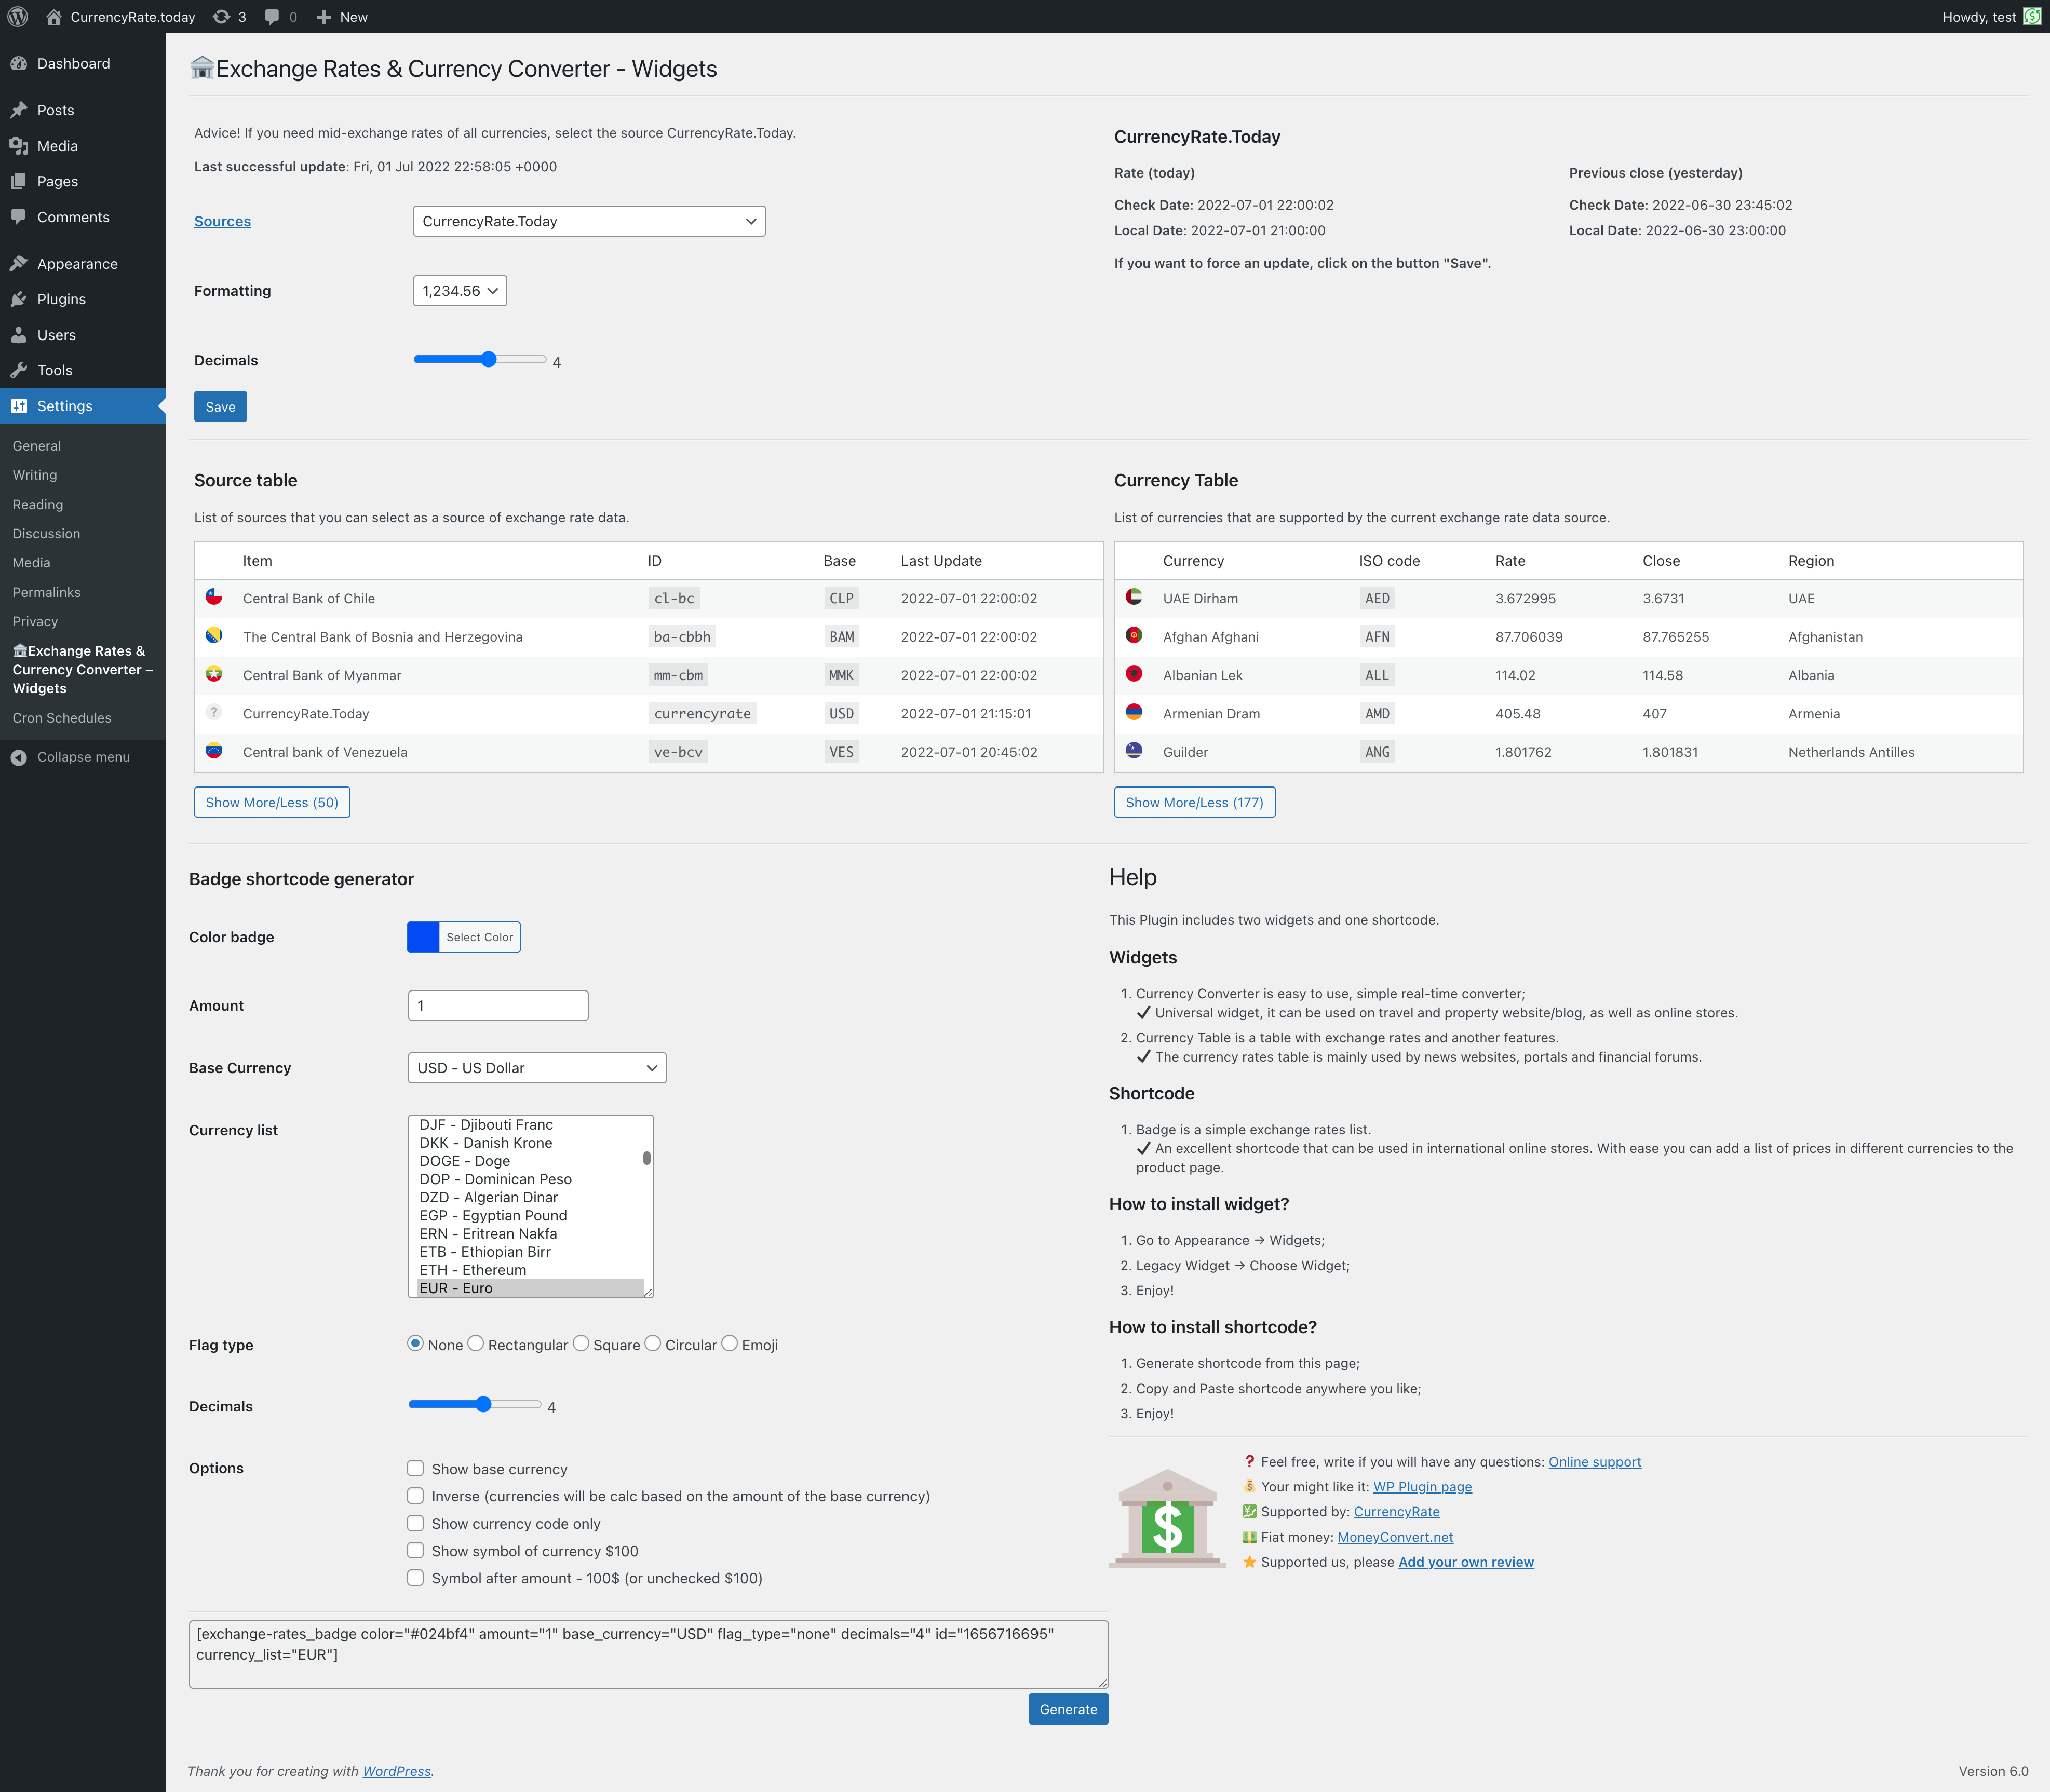 CurrencyRate.today 3 0 New Howdy, test
Dashboard
Posts
Media
Pages
Comments
Appearance
Plugins
Users
Tools
Settings
General
Writing
Reading
Discussion
Media
Permalinks
Privacy
Exchange Rates &
Currency Converter –
Widgets
Cron Schedules
Collapse menu
Exchange Rates & Currency Converter - Widgets
Advice! If you need mid-exchange rates of all currencies, select the source CurrencyRate.Today.
Last successful update: Fri, 01 Jul 2022 22:58:05 +0000
Sources CurrencyRate.Today
Formatting 1,234.56
Decimals 4
Save
CurrencyRate.Today
Rate (today) Previous close (yesterday)
Check Date: 2022-07-01 22:00:02 Check Date: 2022-06-30 23:45:02
Local Date: 2022-07-01 21:00:00 Local Date: 2022-06-30 23:00:00
If you want to force an update, click on the button "Save".
Source table
List of sources that you can select as a source of exchange rate data.
Item ID Base Last Update
Central Bank of Chile cl-bc CLP 2022-07-01 22:00:02
The Central Bank of Bosnia and Herzegovina ba-cbbh BAM 2022-07-01 22:00:02
Central Bank of Myanmar mm-cbm MMK 2022-07-01 22:00:02
? CurrencyRate.Today currencyrate USD 2022-07-01 21:15:01
Central bank of Venezuela ve-bcv VES 2022-07-01 20:45:02
Show More/Less (50)
Currency Table
List of currencies that are supported by the current exchange rate data source.
Currency ISO code Rate Close Region
UAE Dirham AED 3.672995 3.6731 UAE
Afghan Afghani AFN 87.706039 87.765255 Afghanistan
Albanian Lek ALL 114.02 114.58 Albania
Armenian Dram AMD 405.48 407 Armenia
Guilder ANG 1.801762 1.801831 Netherlands Antilles
Show More/Less (177)
Badge shortcode generator
Color badge Select Color
Amount 1
Base Currency USD - US Dollar
Currency list
DJF - Djibouti Franc
DKK - Danish Krone
DOGE - Doge
DOP - Dominican Peso
DZD - Algerian Dinar
EGP - Egyptian Pound
ERN - Eritrean Nakfa
ETB - Ethiopian Birr
ETH - Ethereum
EUR - Euro
Flag type None Rectangular Square Circular Emoji
Decimals 4
Options Show base currency
Inverse (currencies will be calc based on the amount of the base currency)
Show currency code only
Show symbol of currency $100
Symbol after amount - 100$ (or unchecked $100)
[exchange-rates_badge color="#024bf4" amount="1" base_currency="USD" flag_type="none" decimals="4" id="1656716695"
currency_list="EUR"]
Generate
Help
This Plugin includes two widgets and one shortcode.
Widgets
1. Currency Converter is easy to use, simple real-time converter;
✓ Universal widget, it can be used on travel and property website/blog, as well as online stores.
2. Currency Table is a table with exchange rates and another features.
✓ The currency rates table is mainly used by news websites, portals and financial forums.
Shortcode
1. Badge is a simple exchange rates list.
✓ An excellent shortcode that can be used in international online stores. With ease you can add a list of prices in different currencies to the
product page.
How to install widget?
1. Go to Appearance → Widgets;
2. Legacy Widget → Choose Widget;
3. Enjoy!
How to install shortcode?
1. Generate shortcode from this page;
2. Copy and Paste shortcode anywhere you like;
3. Enjoy!
$
❓ Feel free, write if you will have any questions: Online support
💰 Your might like it: WP Plugin page
💹 Supported by: CurrencyRate
💵 Fiat money: MoneyConvert.net
⭐ Supported us, please Add your own review
Thank you for creating with WordPress.
Version 6.0